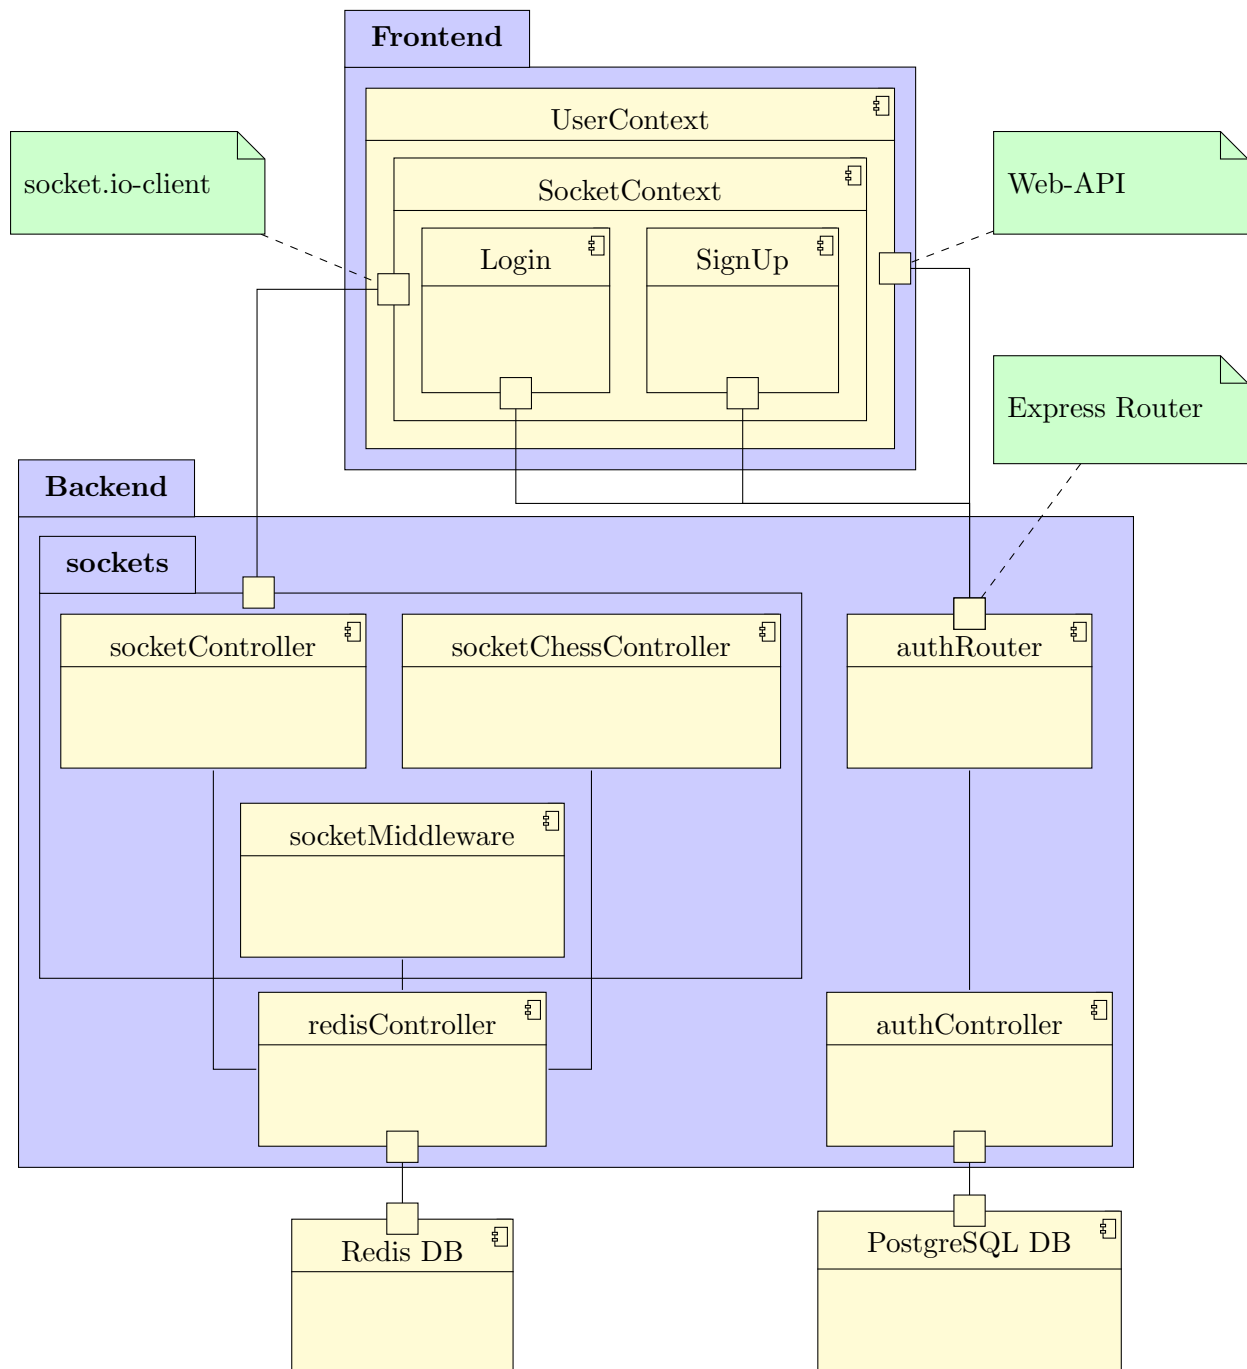 Frontend
UserContext
socket.io-client
Web-API
SocketContext
Login
SignUp
Express Router
Backend
sockets
socketController
socketChessController
authRouter
socketMiddleware
redisController
authController
Redis DB
PostgreSQL DB